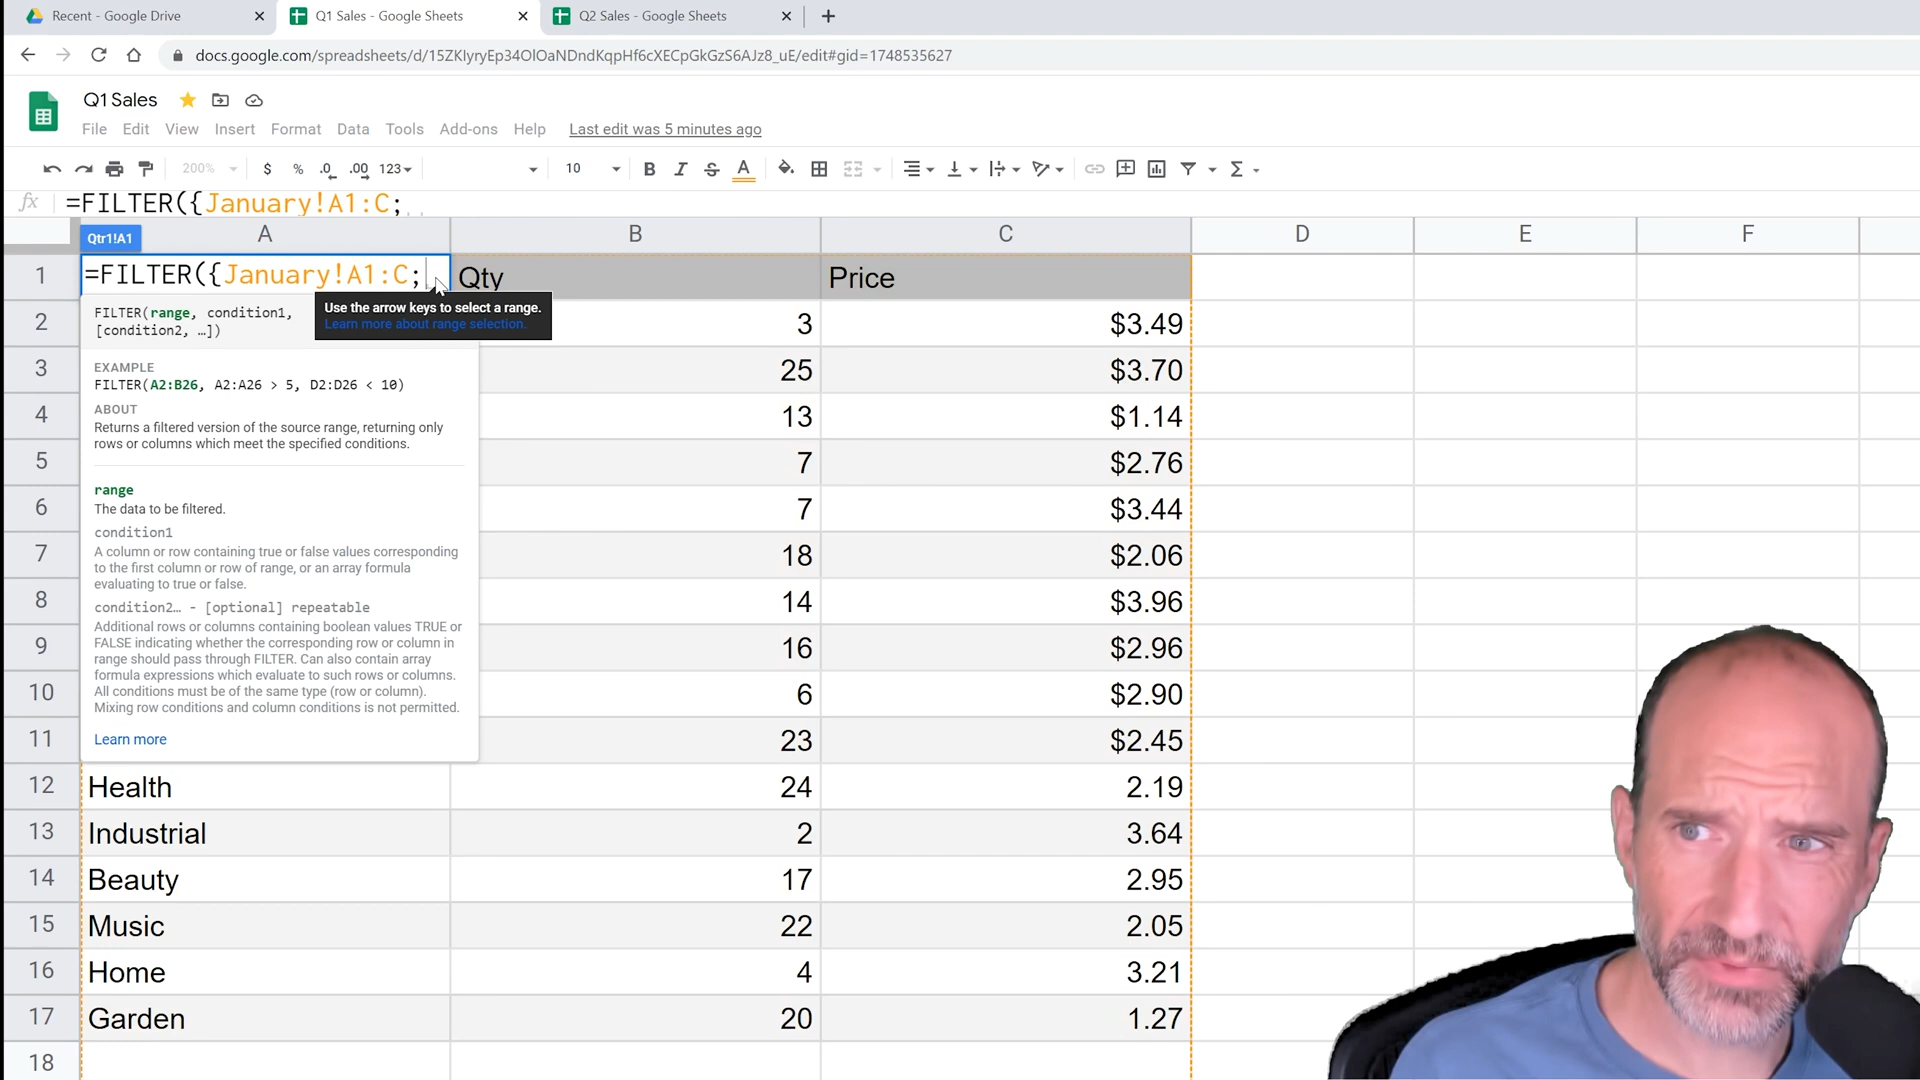 Recent - Google Drive
Q1 Sales - Google Sheets
Q2 Sales - Google Sheets
docs.google.com/spreadsheets/d/15ZKIyryEp34OlOaNDndKqpHf6cXECpGkGzS6AJz8_uE/edit#gid=1748535627
Q1 Sales
File Edit View Insert Format Data Tools Add-ons Help Last edit was 5 minutes ago
200% $ % .0 .00 123 10 B I S A Σ
fx =FILTER({January!A1:C;
Qtr1!A1 A B C D E F
1 =FILTER({January!A1:C; Qty Price
Use the arrow keys to select a range.
Learn more about range selection.
FILTER(range, condition1,
[condition2, …])
EXAMPLE
FILTER(A2:B26, A2:A26 > 5, D2:D26 < 10)
ABOUT
Returns a filtered version of the source range, returning only
rows or columns which meet the specified conditions.
range
The data to be filtered.
condition1
A column or row containing true or false values corresponding
to the first column or row of range, or an array formula
evaluating to true or false.
condition2… - [optional] repeatable
Additional rows or columns containing boolean values TRUE or
FALSE indicating whether the corresponding row or column in
range should pass through FILTER. Can also contain array
formula expressions which evaluate to such rows or columns.
All conditions must be of the same type (row or column).
Mixing row conditions and column conditions is not permitted.
Learn more
2 3 $3.49
3 25 $3.70
4 13 $1.14
5 7 $2.76
6 7 $3.44
7 18 $2.06
8 14 $3.96
9 16 $2.96
10 6 $2.90
11 23 $2.45
12 Health 24 2.19
13 Industrial 2 3.64
14 Beauty 17 2.95
15 Music 22 2.05
16 Home 4 3.21
17 Garden 20 1.27
18